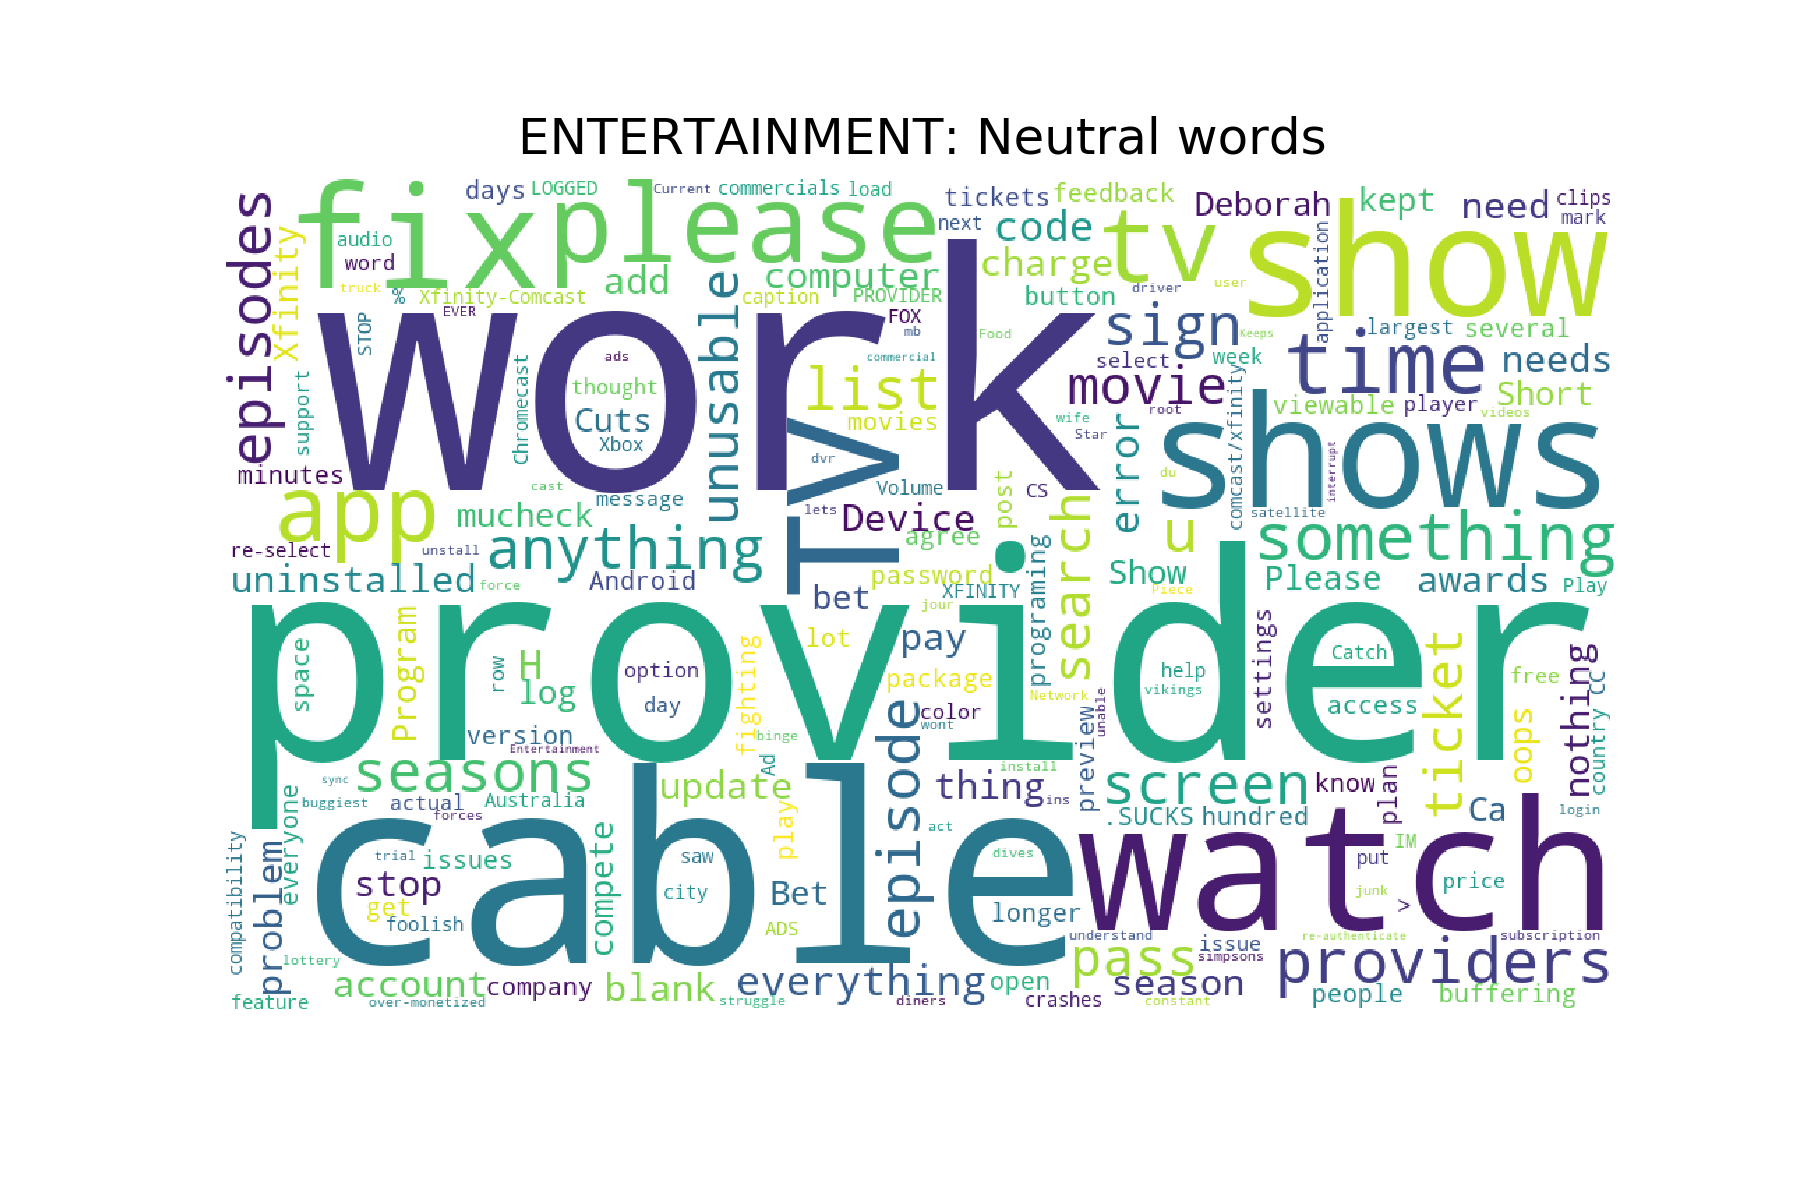 ENTERTAINMENT: Neutral words
episodes
Xfinity
fix
please
days
LOGGED
Current
commercials
load
tickets
feedback
next
code
Deborah
kept
need
clips
mark
audio
word
truck
%
Xfinity-Comcast
EVER
STOP
add
computer
caption
PROVIDER
FOX
mb
charge
tv
button
driver
user
show
application
work
unusable
ads
thought
Cuts
Xbox
Chromecast
support
commercial
list
movies
Food
sign
Keeps
select
week
movie
root
wife
Star
time
largest
several
needs
Short
viewable
player
videos
minutes
app
cast
message
mucheck
re-select
unstall
anything
Tv
dvr
Volume
lets
Device
CS
post
agree
search
error
du
u
comcast/xfinity
shows
interrupt
satellite
something
uninstalled
force
Android
bet
password
XFINITY
jour
programing
Show
Piece
Please
awards
Play
provider
space
Program
row
H
log
option
day
fighting
lot
pay
package
color
wont
Network
unable
help
vikings
settings
Catch
access
ticket
free
oops
nothing
CC
country
version
Entertainment
binge
Ad
episode
install
preview
seasons
sync
buggiest
actual
forces
Australia
update
thing
ins
screen
.SUCKS
hundred
know
plan
Ca
login
everyone
compatibility
problem
cable
trial
issues
stop
get
foolish
compete
saw
city
play
Bet
ADS
act
dives
longer
understand
watch
put
IM
junk
>
price
re-authenticate
subscription
lottery
feature
account
over-monetized
company
blank
struggle
everything
diners
open
crashes
pass
constant
issue
simpsons
season
providers
people
buffering